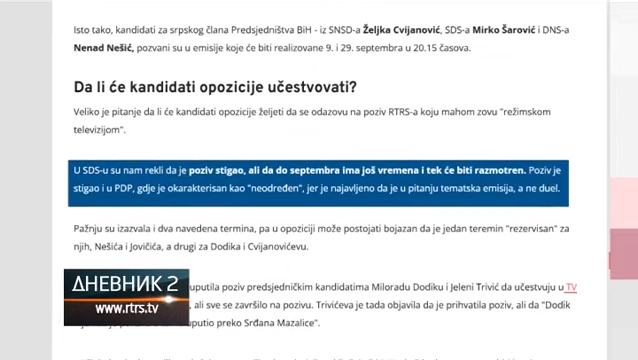 Isto tako, kandidati za srpskog člana Predsjedništva BiH - iz SNSD-a Željka Cvijanović, SDS-a Mirko Šarović i DNS-a
Nenad Nešić, pozvani su u emisije koje će biti realizovane 9. i 29. septembra u 20.15 časova.
Da li će kandidati opozicije učestvovati?
Veliko je pitanje da li će kandidati opozicije željeti da se odazovu na poziv RTRS-a koju mahom zovu "režimskom
televizijom".
U SDS-u su nam rekli da je poziv stigao, ali da do septembra ima još vremena i tek će biti razmotren. Poziv je
stigao i u PDP, gdje je okarakterisan kao "neodređen", jer je najavljeno da je u pitanju tematska emisija, a ne duel.
Pažnju su izazvala i dva navedena termina, pa u opoziciji može postojati bojazan da je jedan teremin "rezervisan" za
njih, Nešića i Jovičića, a drugi za Dodika i Cvijanovićevu.
uputila poziv predsjedničkim kandidatima Miloradu Dodiku i Jeleni Trivić da učestvuju u TV
, ali sve se završilo na pozivu. Trivićeva je tada objavila da je prihvatila poziv, ali da "Dodik
uputio preko Srđana Mazalice".
ДНЕВНИК 2
www.rtrs.tv